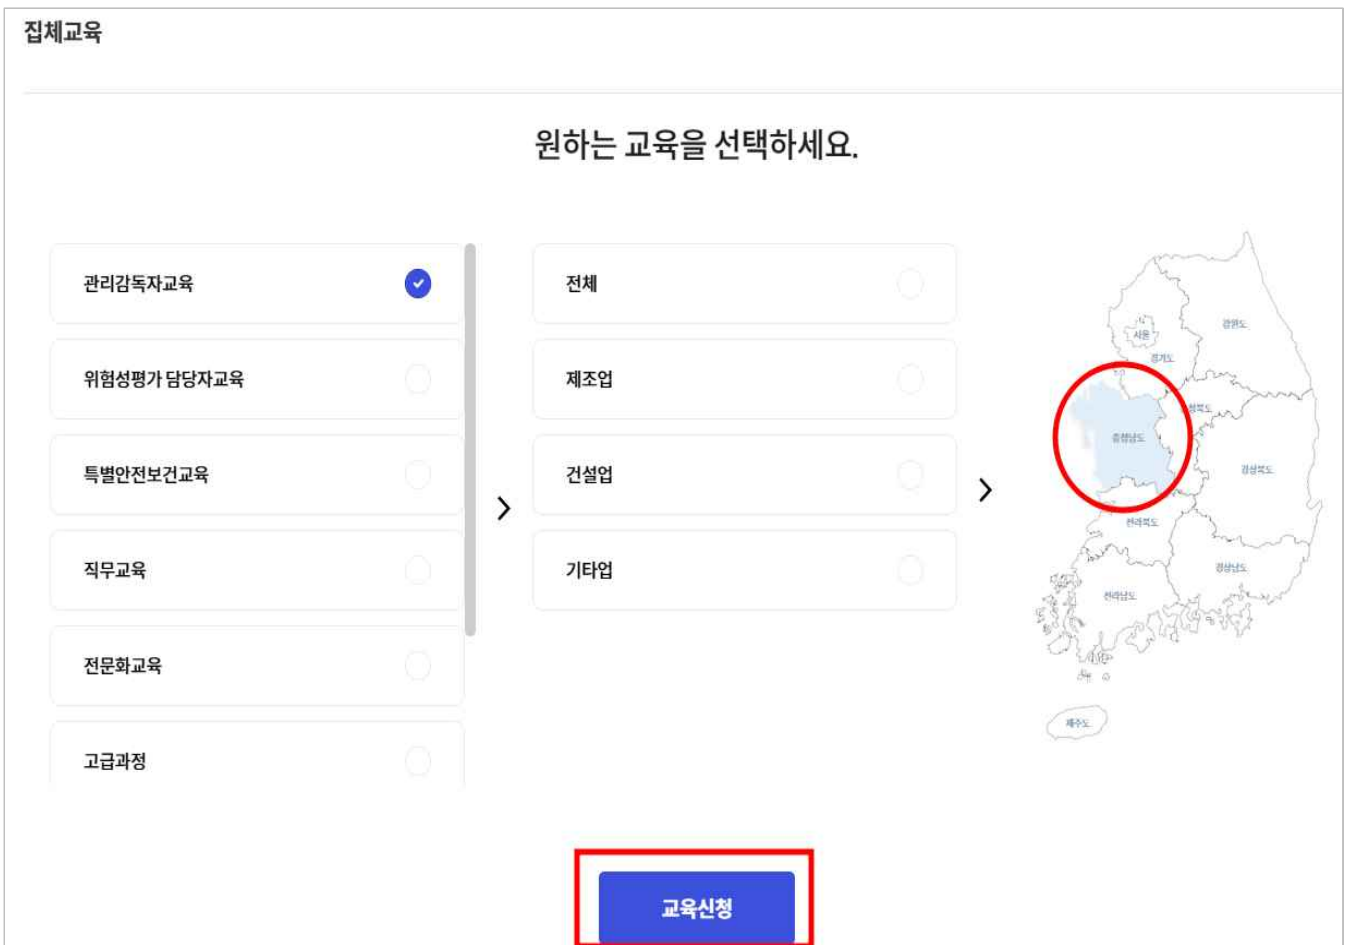 집체교육
원하는 교육을 선택하세요.
관리감독자교육
위험성평가 담당자교육
특별안전보건교육
직무교육
전문화교육
고급과정
전체
제조업
건설업
기타업
서울
강원도
경기도
청북도
충청남도
경상북도
전라북도
경상남도
전라남도
제주도
교육신청